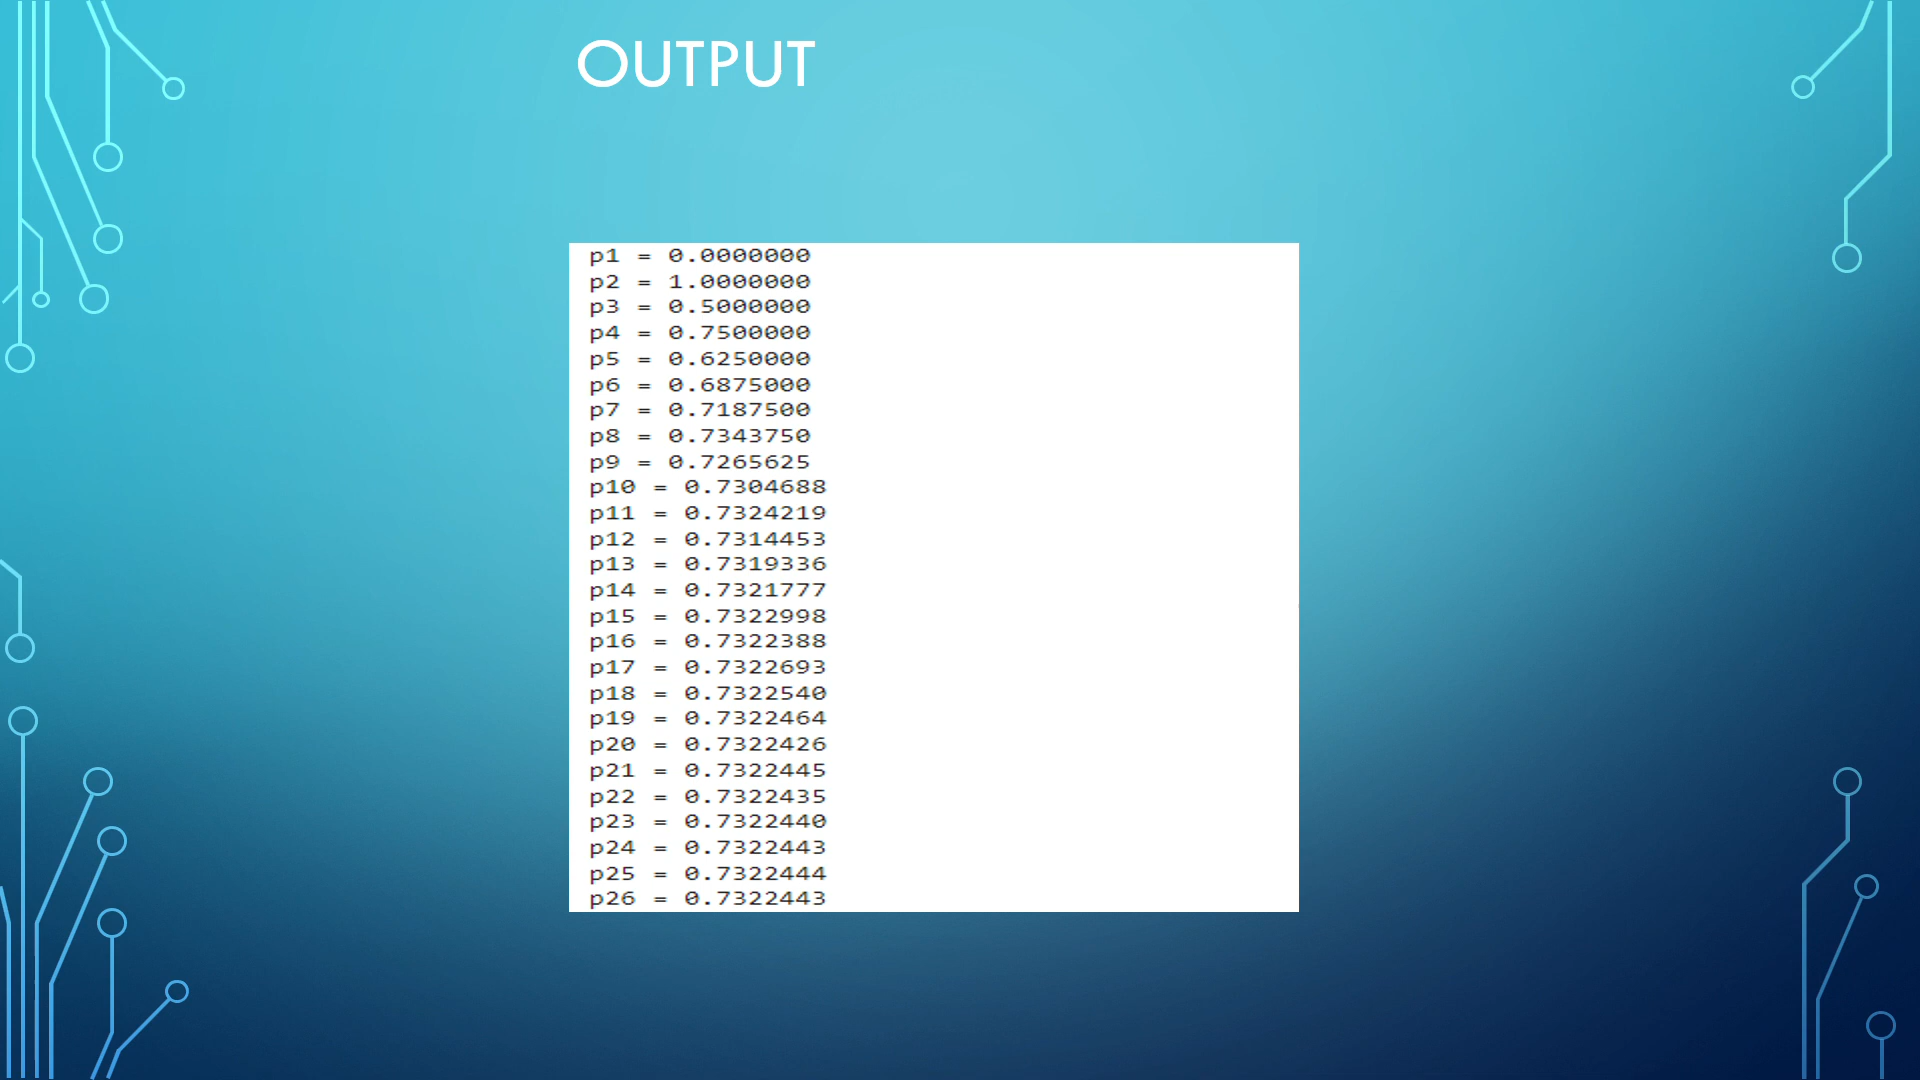 OUTPUT
p1 = 0.0000000
p2 = 1.0000000
p3 = 0.5000000
p4 = 0.7500000
p5 = 0.6250000
p6 = 0.6875000
p7 = 0.7187500
p8 = 0.7343750
p9 = 0.7265625
p10 = 0.7304688
p11 = 0.7324219
p12 = 0.7314453
p13 = 0.7319336
p14 = 0.7321777
p15 = 0.7322998
p16 = 0.7322388
p17 = 0.7322693
p18 = 0.7322540
p19 = 0.7322464
p20 = 0.7322426
p21 = 0.7322445
p22 = 0.7322435
p23 = 0.7322440
p24 = 0.7322443
p25 = 0.7322444
p26 = 0.7322443